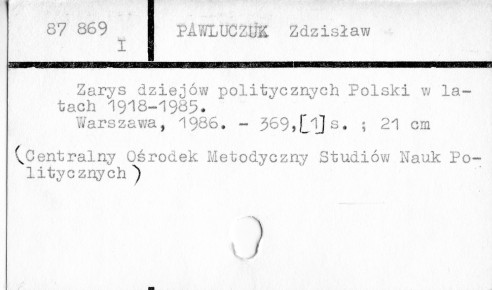 87 869
I
PAWLUCZUK Zdzisław
Zarys dziejów politycznych Polski w la-
tach 1918-1985.
Warszawa, 1986. - 369,[1]s. ; 21 cm
(Centralny Ośrodek Metodyczny Studiów Nauk Po-
litycznych)